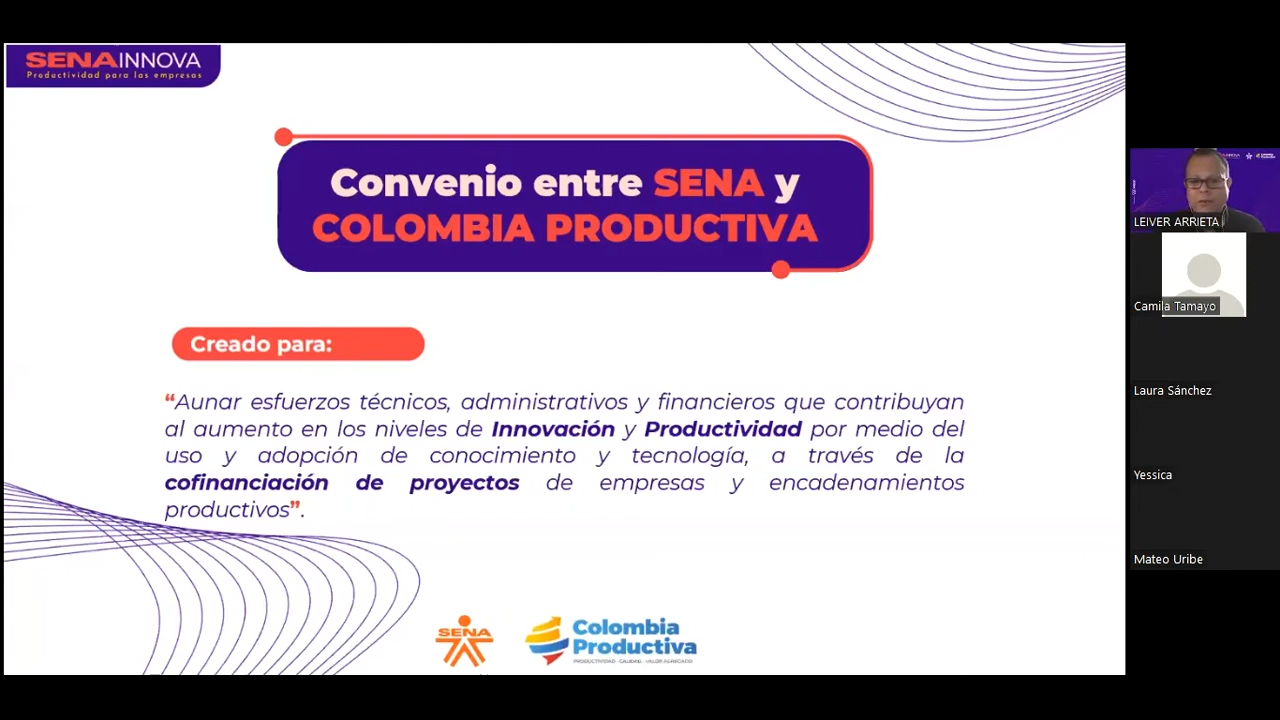 SENAINNOVA
Productividad para las empresas
Convenio entre SENA y
COLOMBIA PRODUCTIVA
Creado para:
“Aunar esfuerzos técnicos, administrativos y financieros que contribuyan
al aumento en los niveles de Innovación y Productividad por medio del
uso y adopción de conocimiento y tecnología, a través de la
cofinanciación de proyectos de empresas y encadenamientos
productivos”.
SENA
Colombia
Productiva
PRODUCTIVIDAD · CALIDAD · VALOR AGREGADO
LEIVER ARRIETA
Camila Tamayo
Laura Sánchez
Yessica
Mateo Uribe